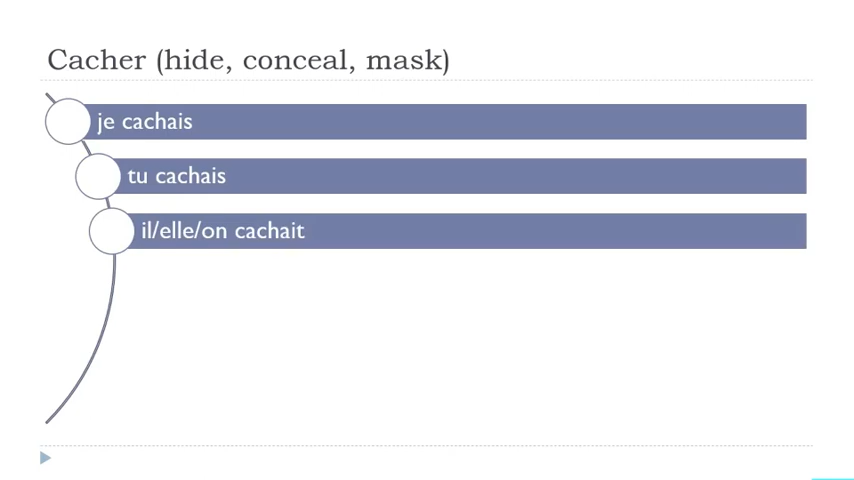 Cacher (hide, conceal, mask)
je cachais
tu cachais
il/elle/on cachait